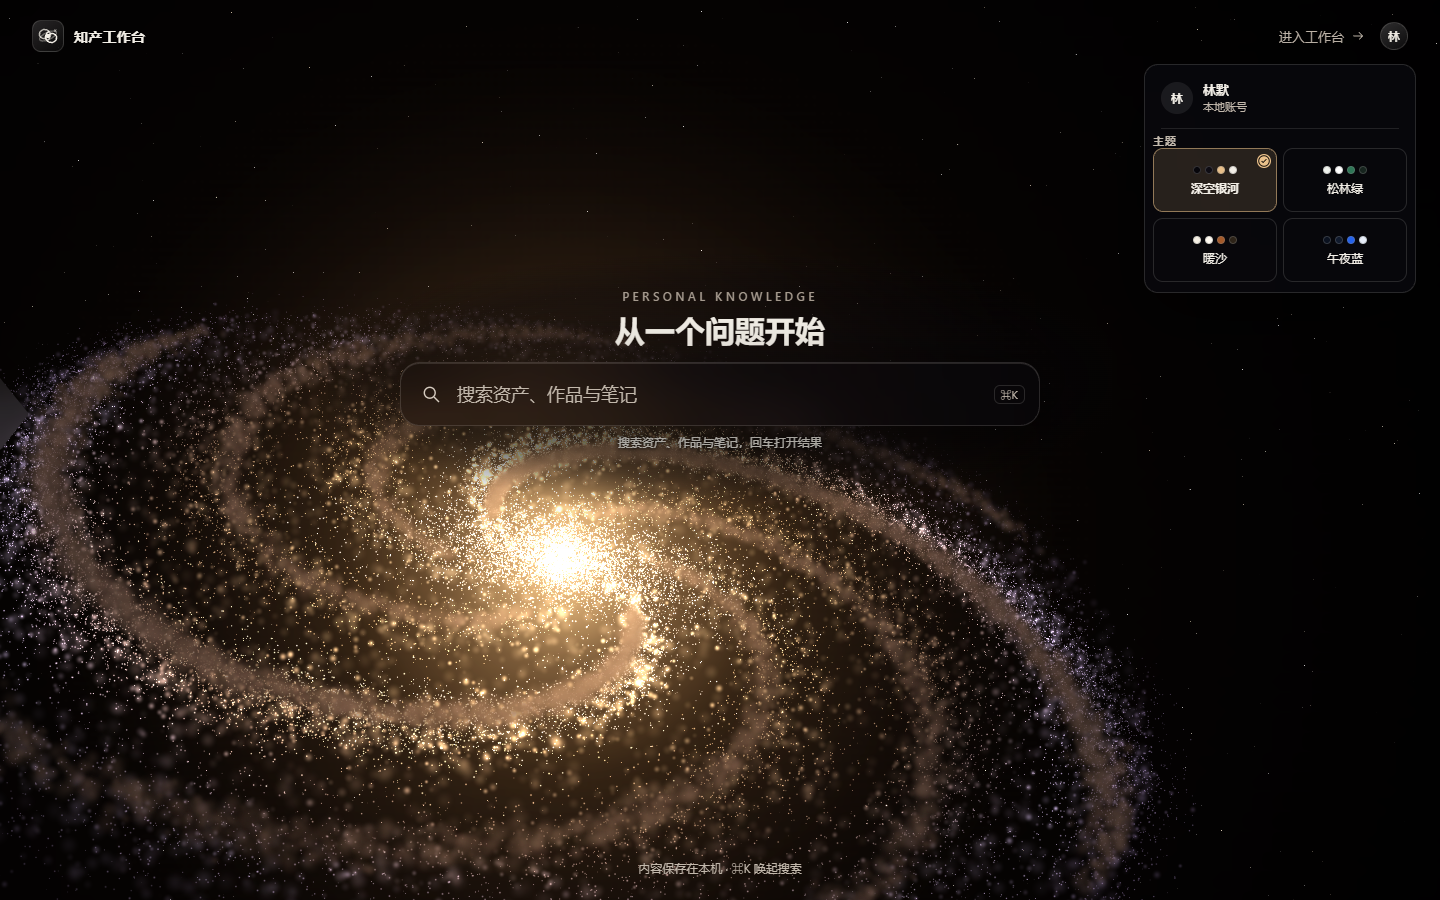 知产工作台
进入工作台 →
林
林
林默
本地账号
主题
深空银河
松林绿
暖沙
午夜蓝
PERSONAL KNOWLEDGE
从一个问题开始
搜索资产、作品与笔记
⌘K
搜索资产、作品与笔记，回车打开结果
内容保存在本机 · ⌘K 唤起搜索